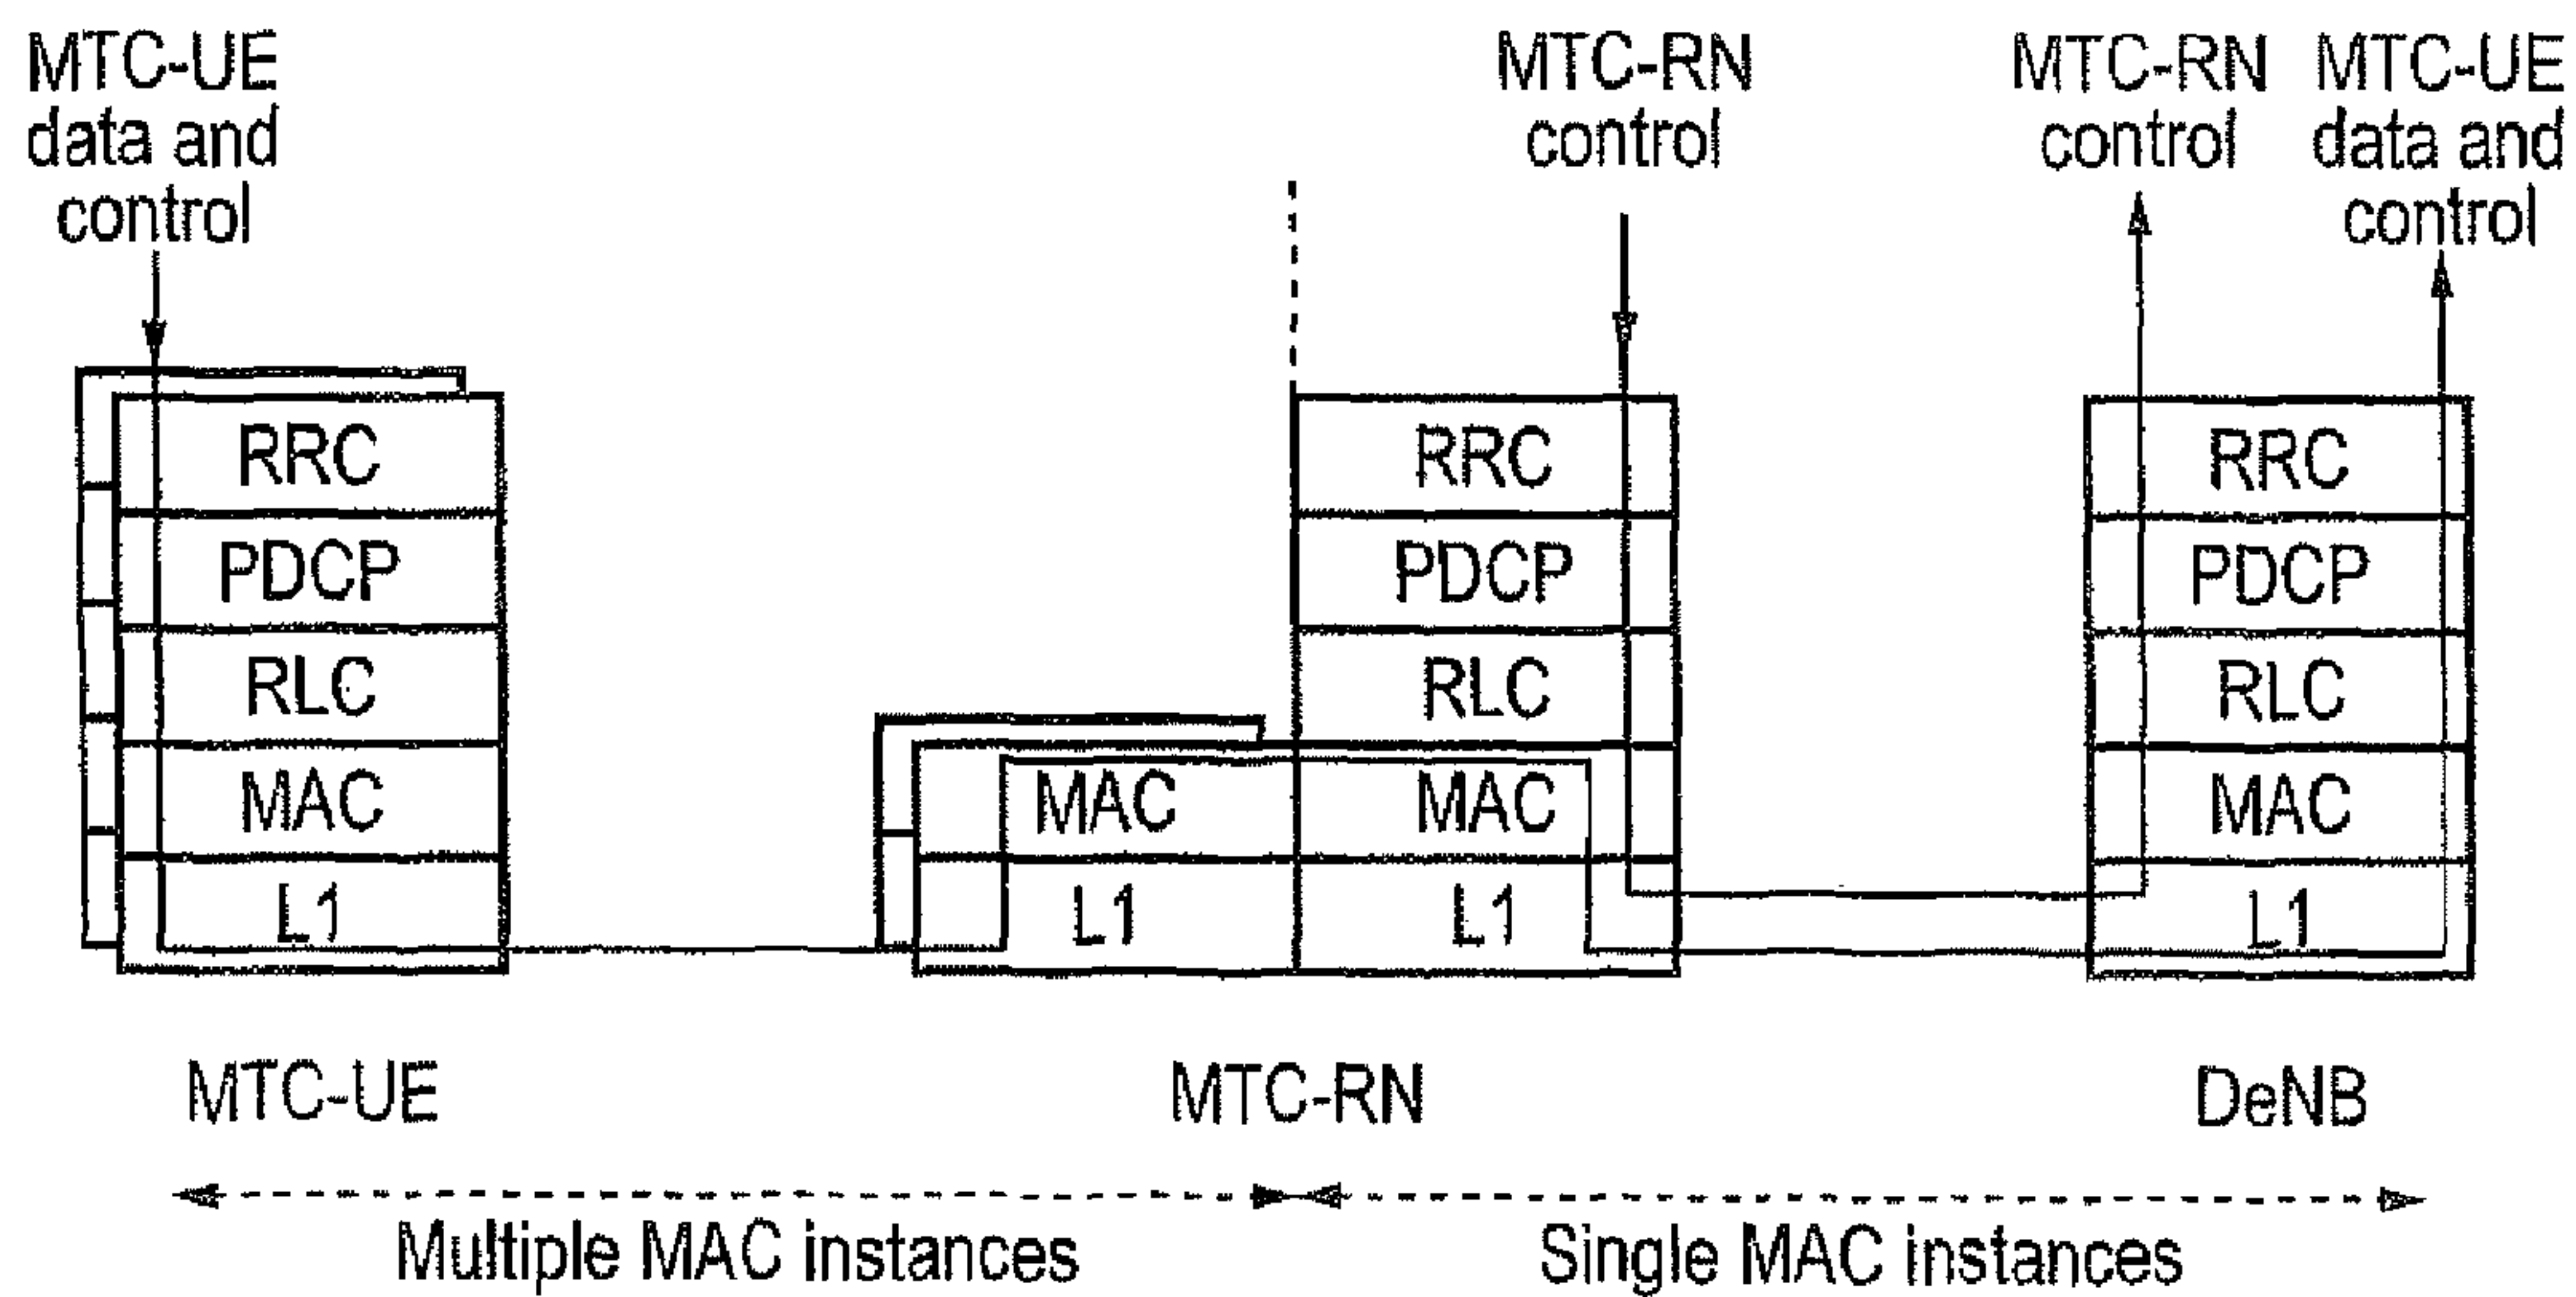 MTC-UE
data and
control
MTC-RN
control
MTC-RN
control
MTC-UE
data and
control
RRC
PDCP
RLC
MAC
L1
MAC
L1
RRC
PDCP
RLC
MAC
L1
RRC
PDCP
RLC
MAC
L1
MTC-UE
MTC-RN
DeNB
Multiple MAC instances
Single MAC instances